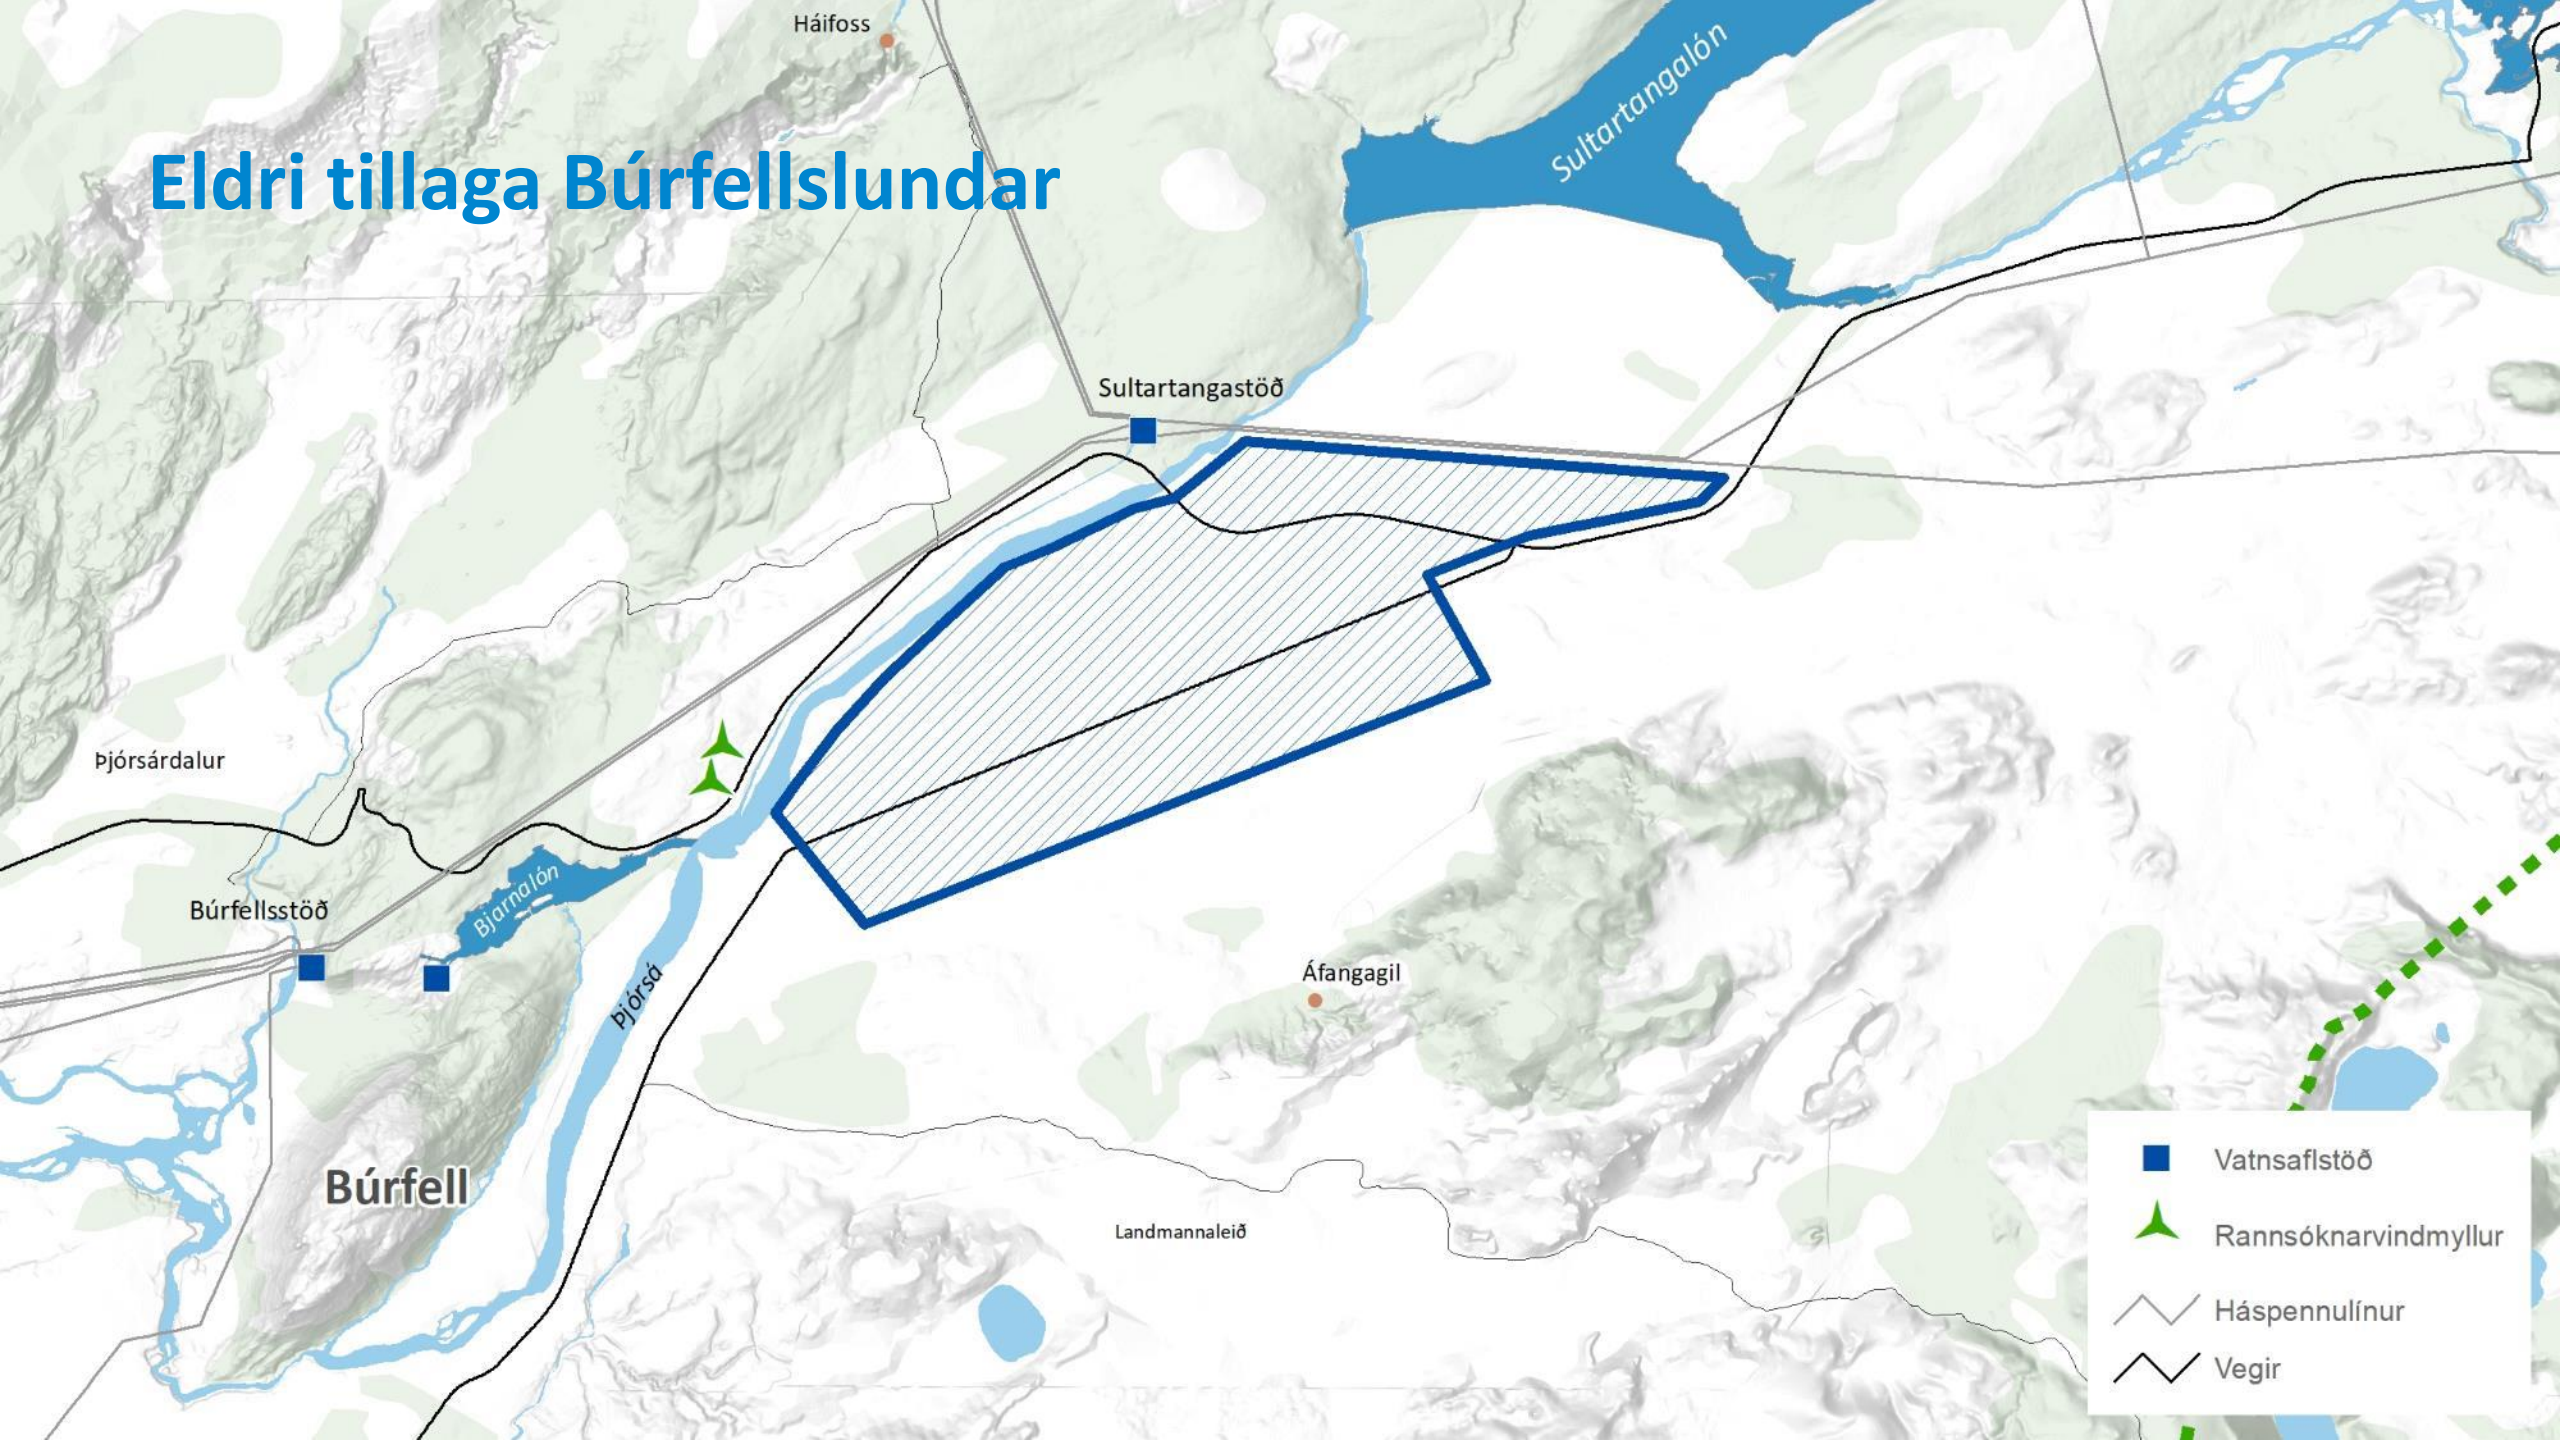 Háifoss
Eldri tillaga Búrfellslundar
Sultartangalón
Sultartangastöð
Þjórsárdalur
Búrfellsstöð
Bjarnalón
Þjórsá
Áfangagil
Búrfell
Landmannaleið
Vatnsaflstöð
Rannsóknarvindmyllur
Háspennulínur
Vegir